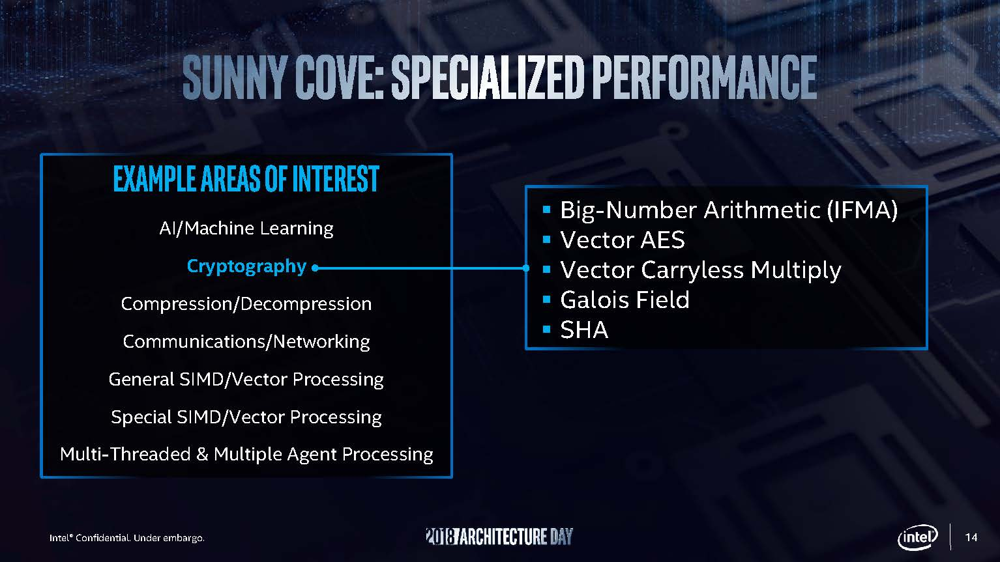 SUNNY COVE: SPECIALIZED PERFORMANCE
EXAMPLE AREAS OF INTEREST
AI/Machine Learning
Cryptography
Compression/Decompression
Communications/Networking
General SIMD/Vector Processing
Special SIMD/Vector Processing
Multi-Threaded & Multiple Agent Processing
▪ Big-Number Arithmetic (IFMA)
▪ Vector AES
▪ Vector Carryless Multiply
▪ Galois Field
▪ SHA
Intel® Confidential. Under embargo.
2018 ARCHITECTURE DAY
intel
14